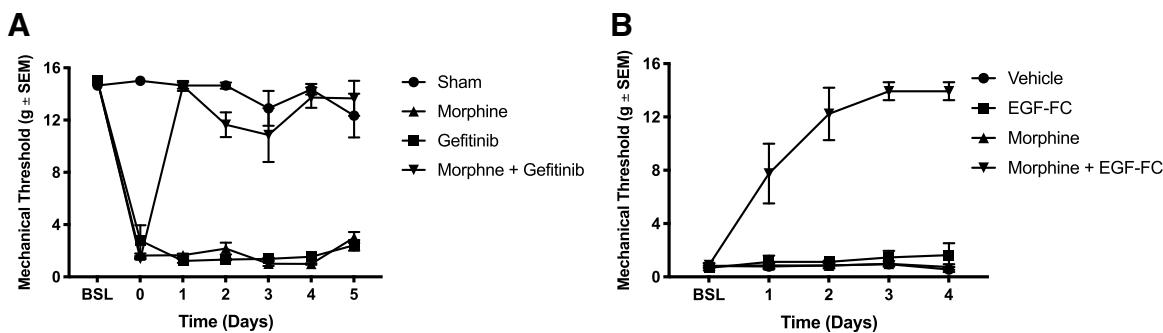 A
Mechanical Threshold (g ± SEM)
16
12
8
4
0
BSL 0 1 2 3 4 5
Time (Days)
Sham
Morphine
Gefitinib
Morphne + Gefitinib
B
Mechanical Threshold (g ± SEM)
16
12
8
4
0
BSL 1 2 3 4
Time (Days)
Vehicle
EGF-FC
Morphine
Morphine + EGF-FC